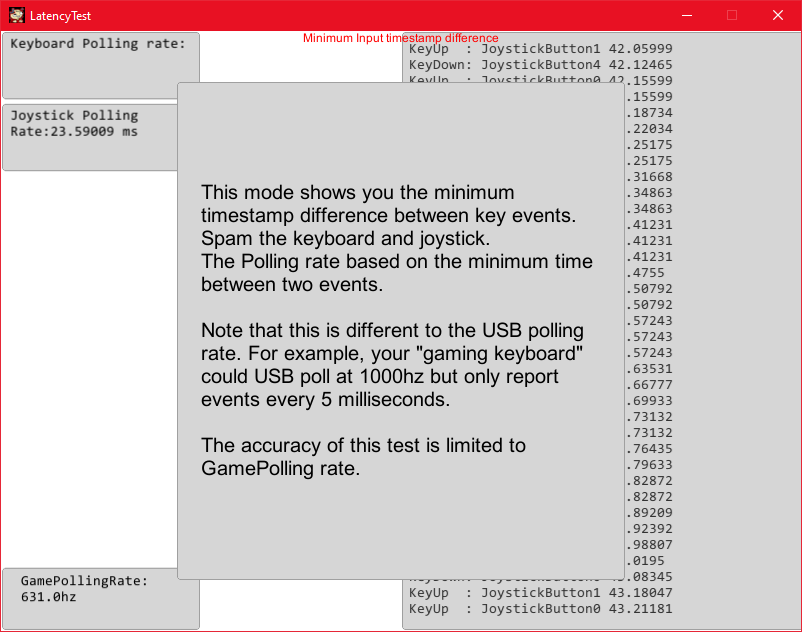 LatencyTest
Minimum Input timestamp difference
Keyboard Polling rate:
Joystick Polling
Rate:23.59009 ms
KeyUp  : JoystickButton1 42.05999
KeyDown: JoystickButton4 42.12465
KeyUp  : JoystickButton0 42.15599
.15599
.18734
.22034
.25175
.25175
.31668
.34863
.34863
.41231
.41231
.41231
.4755
.50792
.50792
.57243
.57243
.57243
.63531
.66777
.69933
.73132
.73132
.76435
.79633
.82872
.82872
.89209
.92392
.98807
.0195
.08345
KeyUp  : JoystickButton1 43.18047
KeyUp  : JoystickButton0 43.21181
This mode shows you the minimum
timestamp difference between key events.
Spam the keyboard and joystick.
The Polling rate based on the minimum time
between two events.
Note that this is different to the USB polling
rate. For example, your "gaming keyboard"
could USB poll at 1000hz but only report
events every 5 milliseconds.
The accuracy of this test is limited to
GamePolling rate.
GamePollingRate:
631.0hz